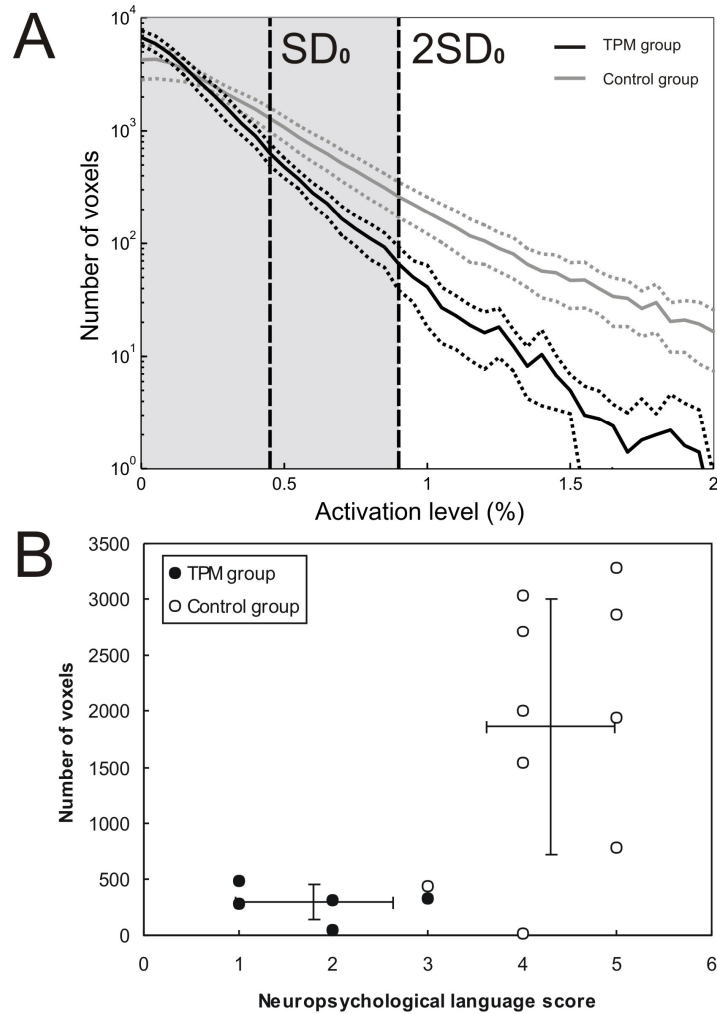 A
SD₀
2SD₀
TPM group
Control group
10⁴
10³
10²
10¹
10⁰
Number of voxels
0
0.5
1
1.5
2
Activation level (%)
B
TPM group
Control group
3500
3000
2500
2000
1500
1000
500
0
Number of voxels
0
1
2
3
4
5
6
Neuropsychological language score